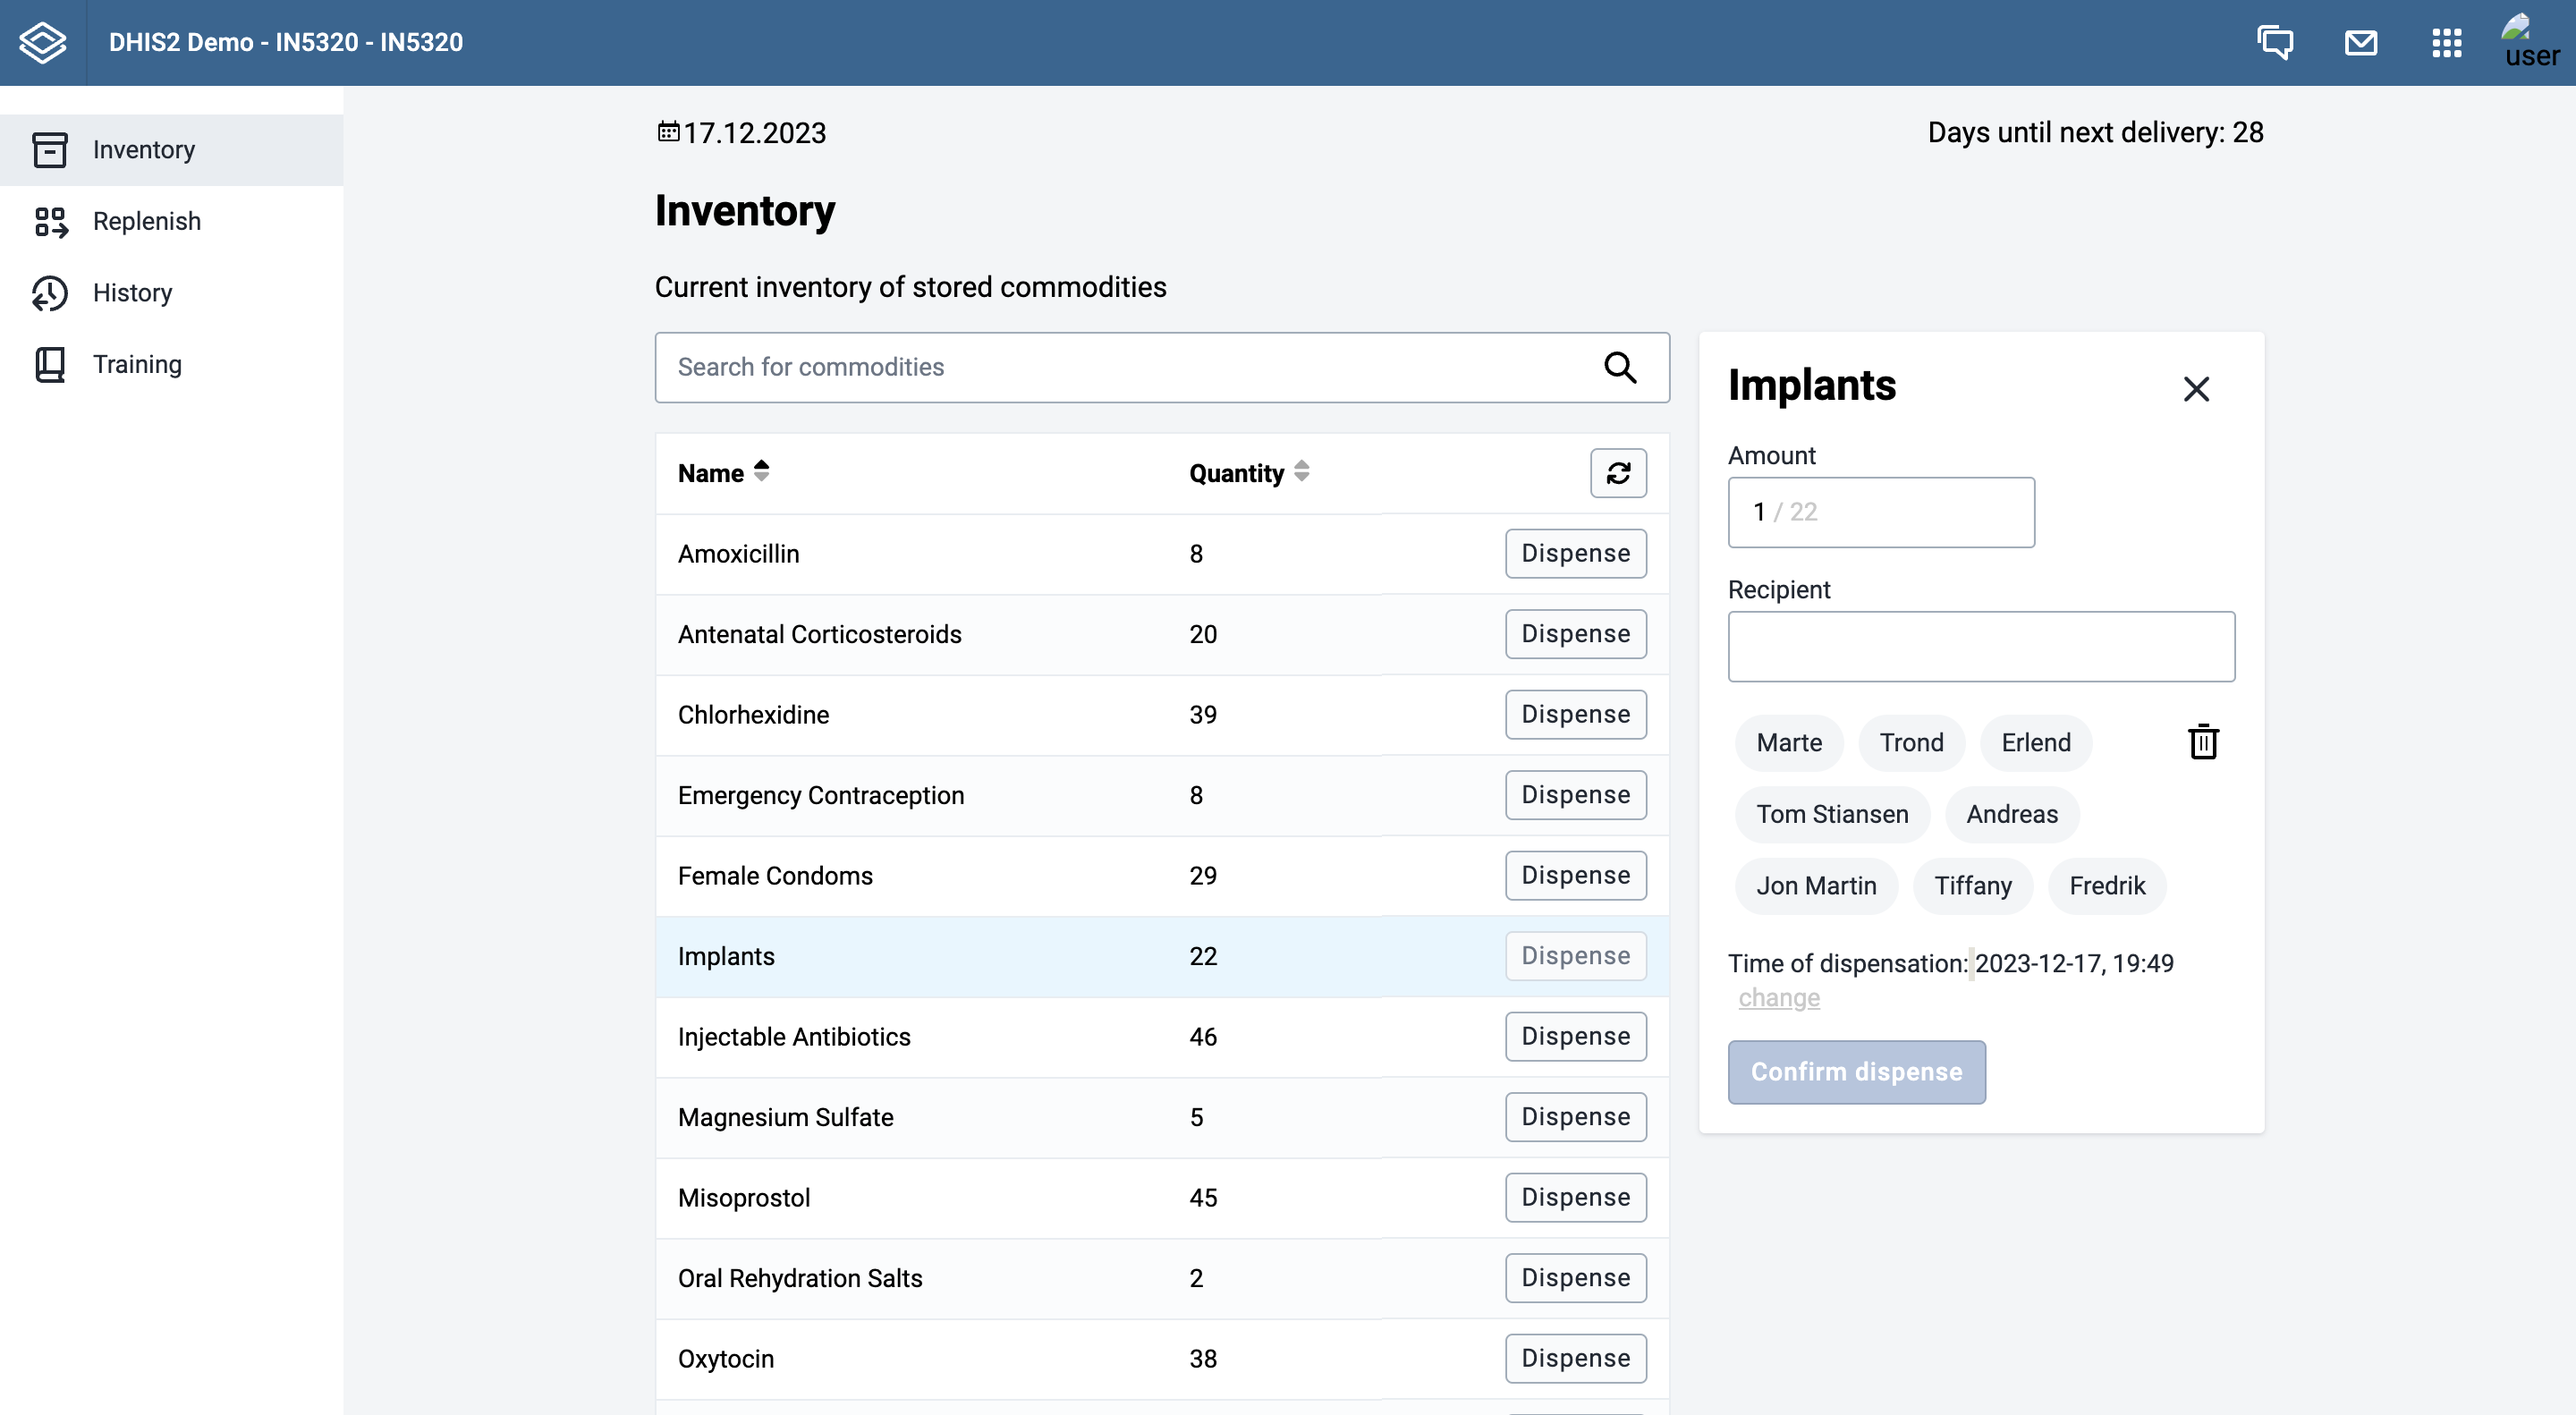 DHIS2 Demo - IN5320 - IN5320
user
Inventory
Replenish
History
Training
17.12.2023
Days until next delivery: 28
Inventory
Current inventory of stored commodities
Search for commodities
Name Quantity
Amoxicillin 8 Dispense
Antenatal Corticosteroids 20 Dispense
Chlorhexidine 39 Dispense
Emergency Contraception 8 Dispense
Female Condoms 29 Dispense
Implants 22 Dispense
Injectable Antibiotics 46 Dispense
Magnesium Sulfate 5 Dispense
Misoprostol 45 Dispense
Oral Rehydration Salts 2 Dispense
Oxytocin 38 Dispense
Implants
Amount
1 / 22
Recipient
Marte Trond Erlend
Tom Stiansen Andreas
Jon Martin Tiffany Fredrik
Time of dispensation: 2023-12-17, 19:49
change
Confirm dispense